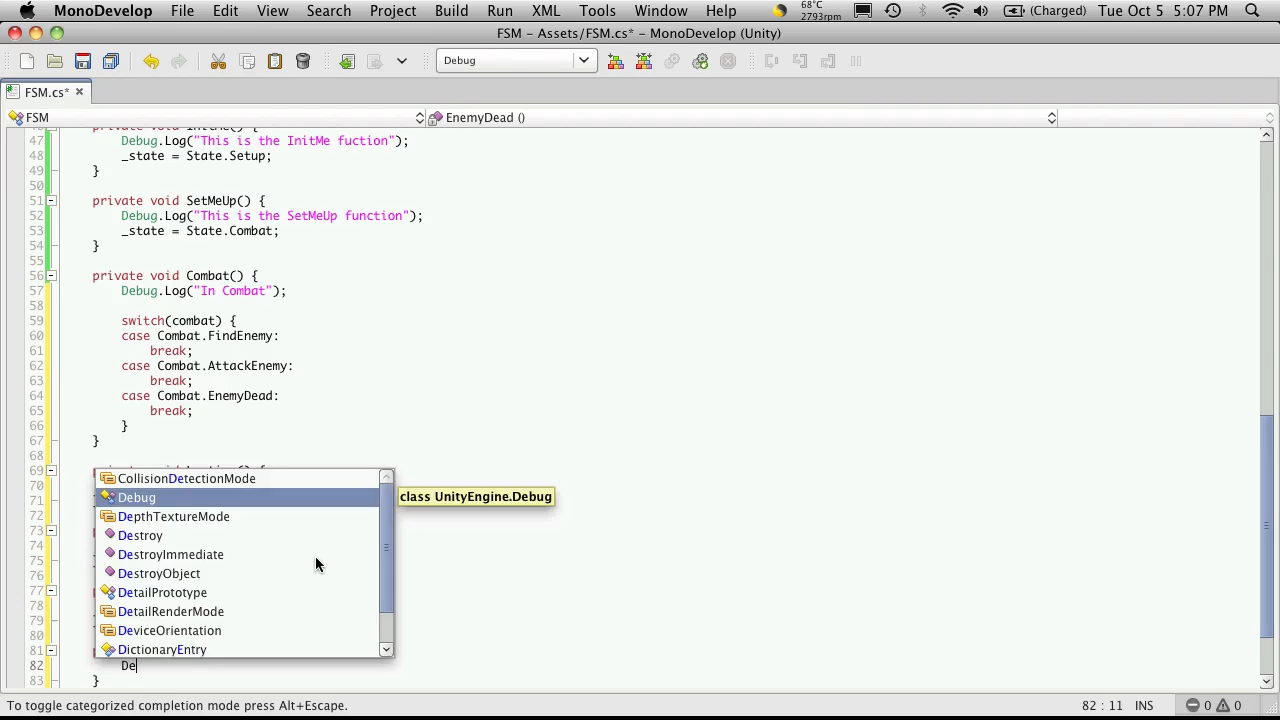 MonoDevelop File Edit View Search Project Build Run XML Tools Window Help 68°C 2793rpm (Charged) Tue Oct 5 5:07 PM
FSM – Assets/FSM.cs* – MonoDevelop (Unity)
Debug
FSM.cs*
FSM EnemyDead ()
47 Debug.Log("This is the InitMe fuction");
48 _state = State.Setup;
49 }
50
51 private void SetMeUp() {
52 Debug.Log("This is the SetMeUp function");
53 _state = State.Combat;
54 }
55
56 private void Combat() {
57 Debug.Log("In Combat");
58
59 switch(combat) {
60 case Combat.FindEnemy:
61 break;
62 case Combat.AttackEnemy:
63 break;
64 case Combat.EnemyDead:
65 break;
66 }
67 }
68
69
70 CollisionDetectionMode
71 Debug class UnityEngine.Debug
72 DepthTextureMode
73 Destroy
74 DestroyImmediate
75 DestroyObject
76 DetailPrototype
77 DetailRenderMode
78 DeviceOrientation
79 DictionaryEntry
80
81
82 De
83 }
To toggle categorized completion mode press Alt+Escape. 82 : 11 INS 0 0